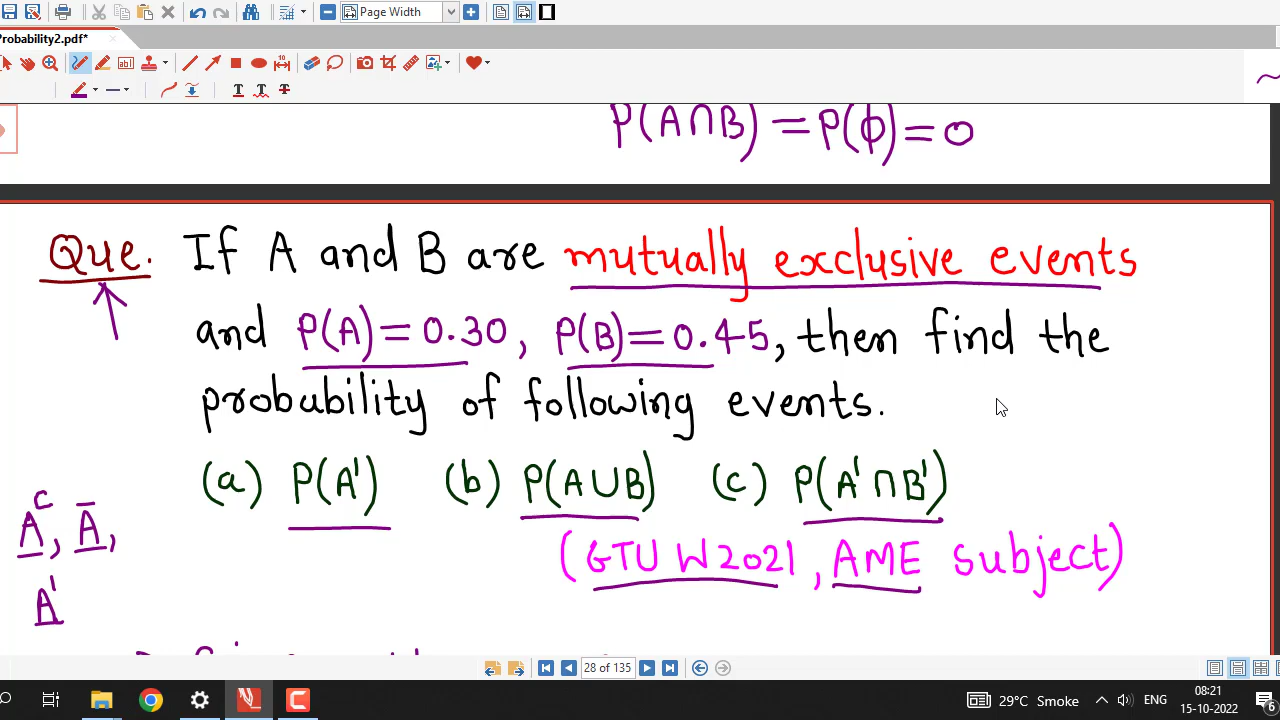 Page Width
Probability2.pdf*
P(A∩B) = P(ϕ) = 0
Que. If A and B are mutually exclusive events
and P(A) = 0.30, P(B) = 0.45, then find the
probability of following events.
(a) P(A') (b) P(A∪B) (c) P(A'∩B')
Aᶜ, Ā,
(GTU W2021, AME subject)
A'
28 of 135
29°C Smoke ENG 08:21
15-10-2022
6